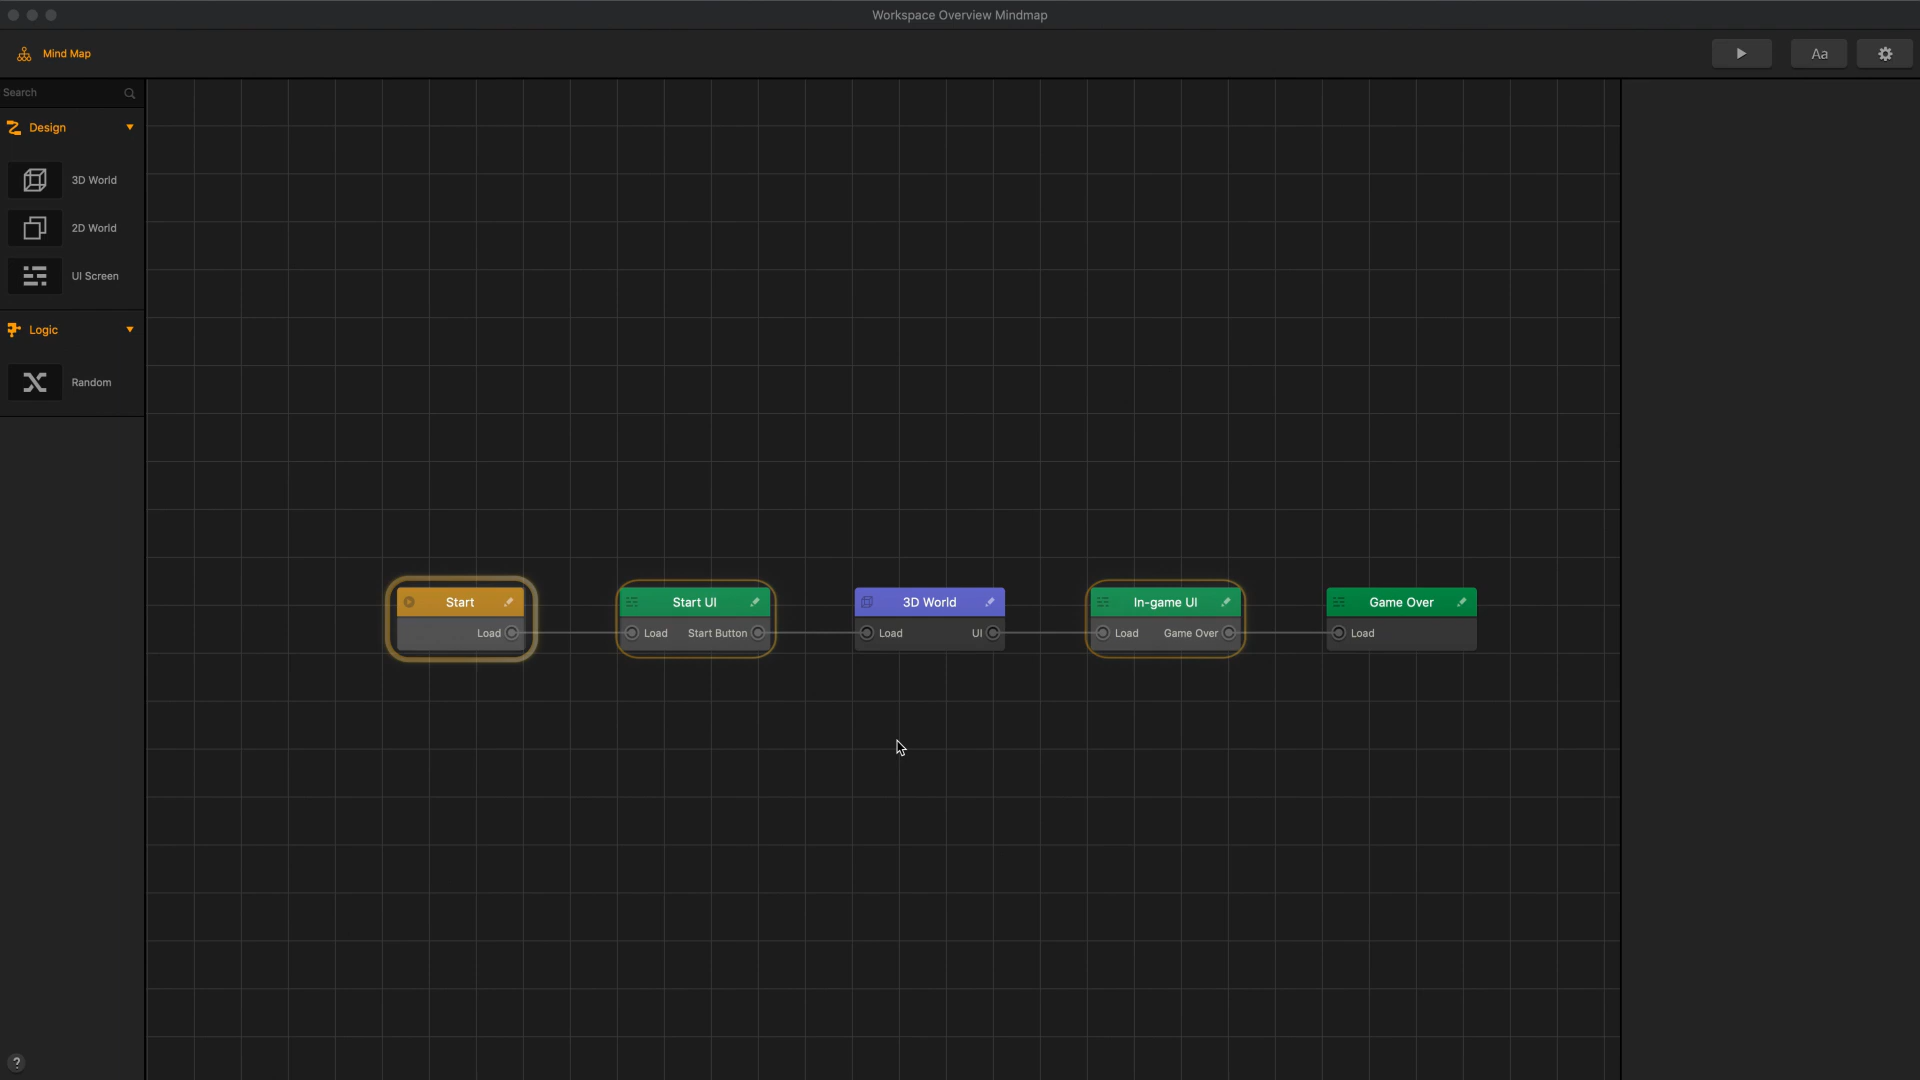 Workspace Overview Mindmap
Mind Map
Aa
Search
Design
3D World
2D World
UI Screen
Logic
Random
Start
Load
Start UI
Load Start Button
3D World
Load UI
In-game UI
Load Game Over
Game Over
Load
?